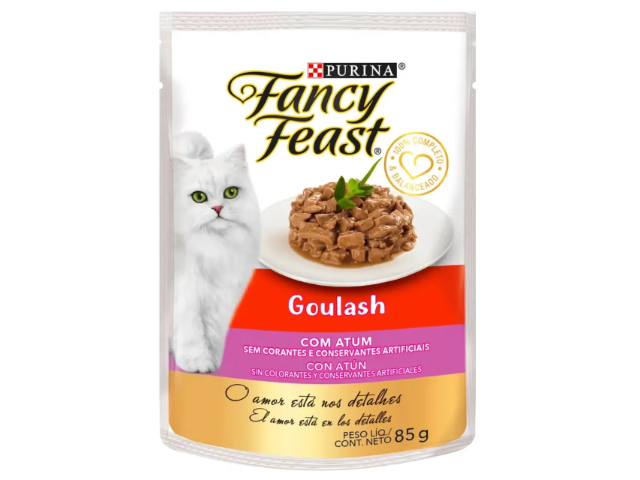 PURINA®
Fancy
Feast®
100% COMPLETO
& BALANCEADO
Goulash
COM ATUM
SEM CORANTES E CONSERVANTES ARTIFICIAIS
CON ATÚN
SIN COLORANTES Y CONSERVANTES ARTIFICIALES
O amor está nos detalhes
El amor está en los detalles
PESO LÍQ./
CONT. NETO 85 g